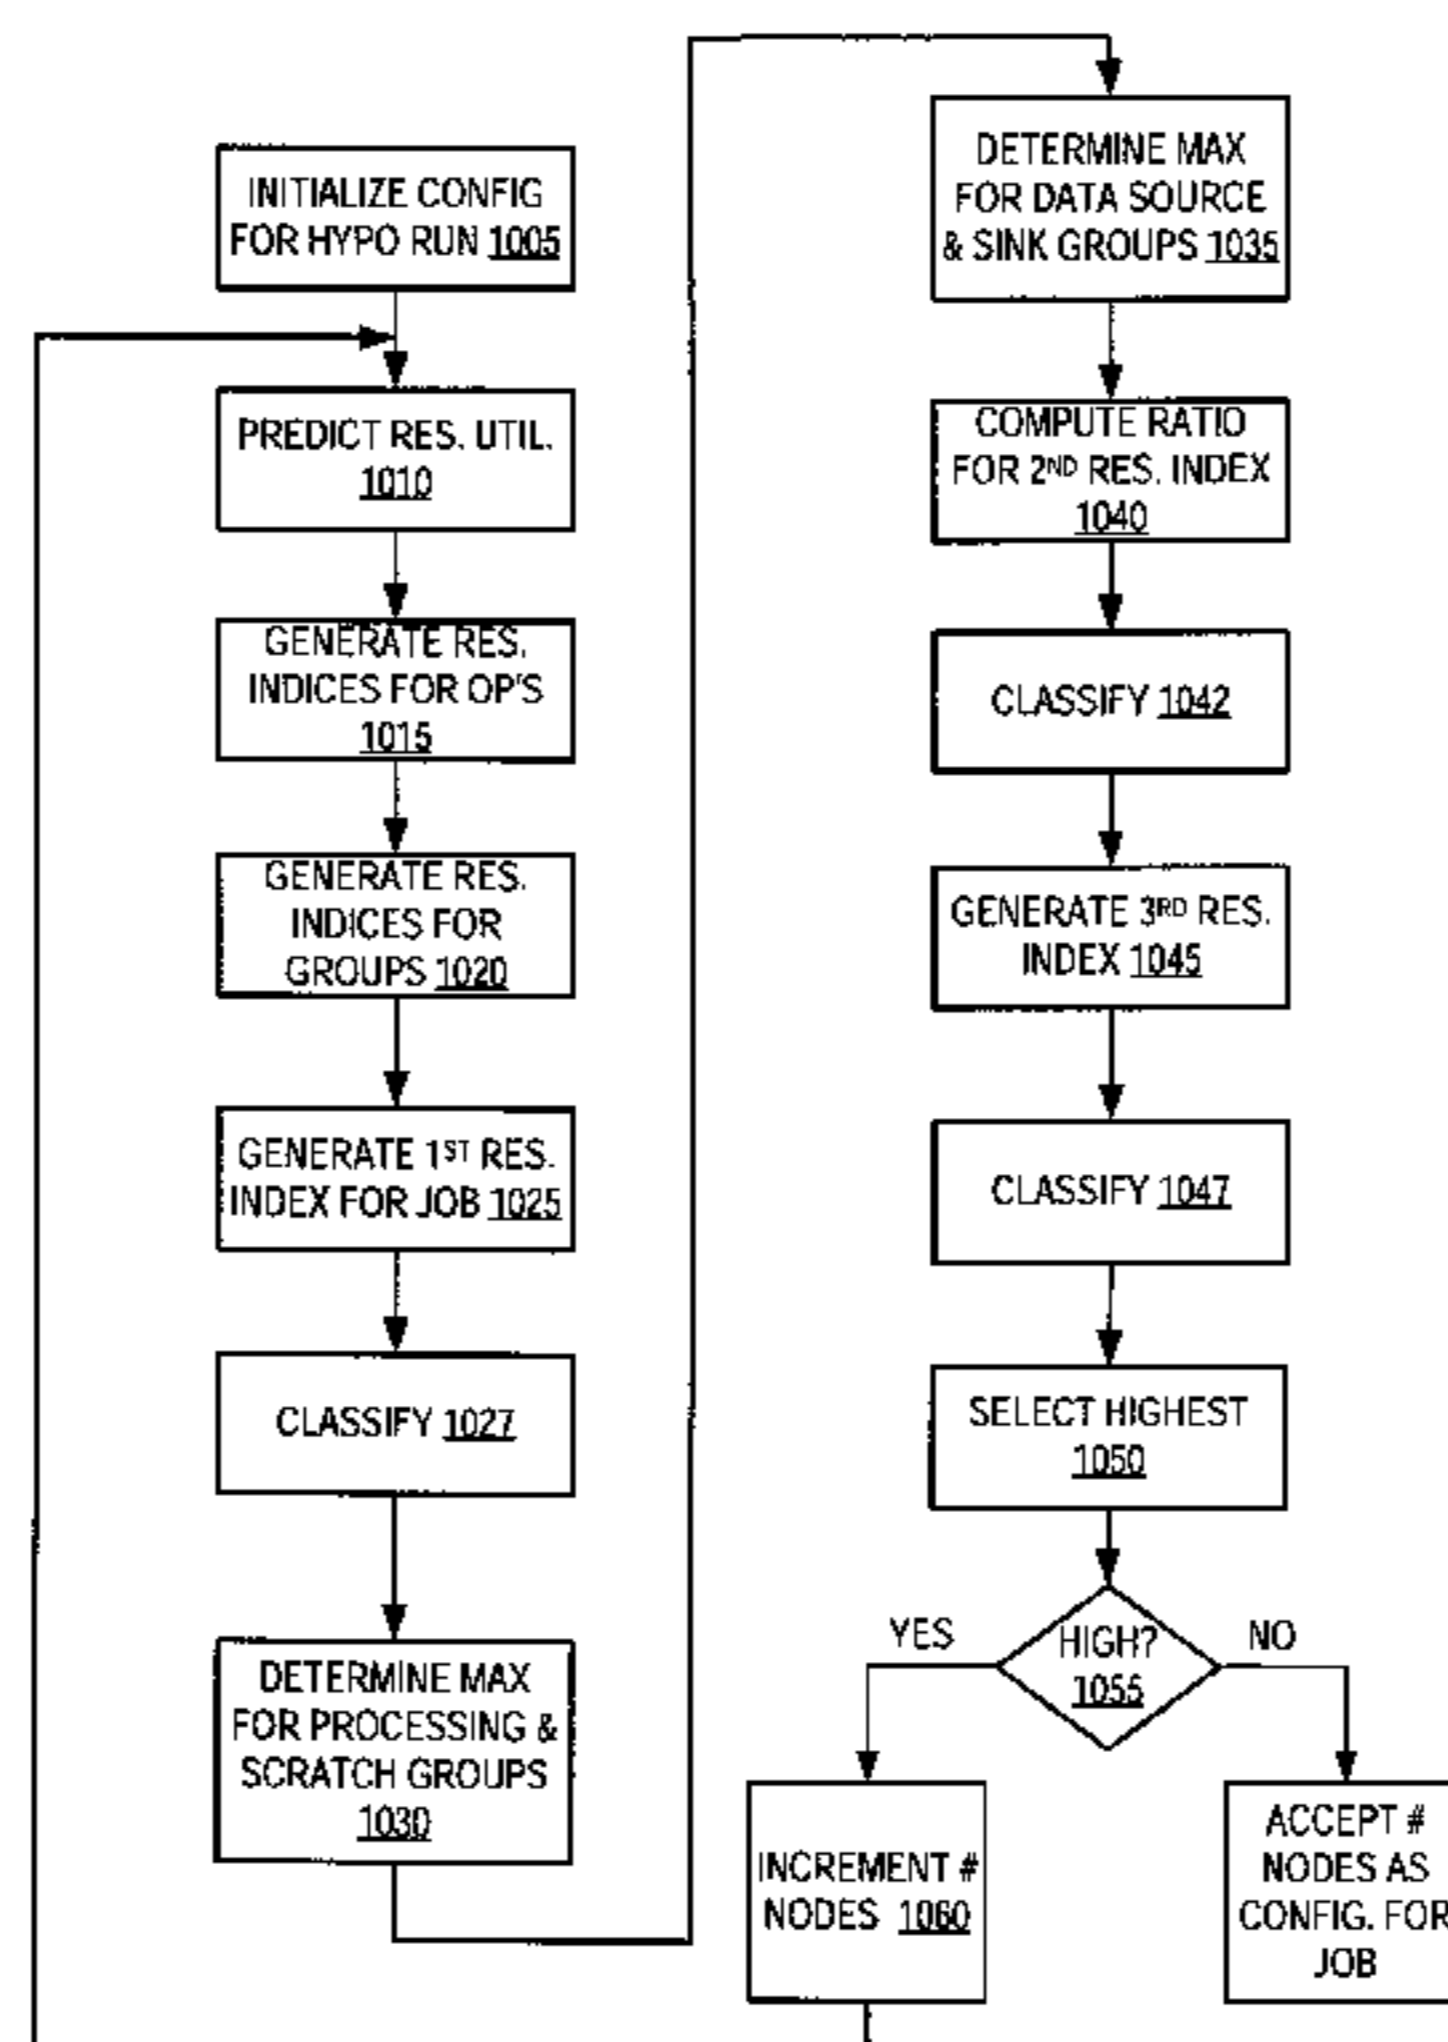 INITIALIZE CONFIG
FOR HYPO RUN 1005
PREDICT RES. UTIL.
1010
GENERATE RES.
INDICES FOR OP'S
1015
GENERATE RES.
INDICES FOR
GROUPS 1020
GENERATE 1ST RES.
INDEX FOR JOB 1025
CLASSIFY 1027
DETERMINE MAX
FOR PROCESSING &
SCRATCH GROUPS
1030
DETERMINE MAX
FOR DATA SOURCE
& SINK GROUPS 1035
COMPUTE RATIO
FOR 2ND RES. INDEX
1040
CLASSIFY 1042
GENERATE 3RD RES.
INDEX 1045
CLASSIFY 1047
SELECT HIGHEST
1050
YES
HIGH?
1055
NO
INCREMENT #
NODES 1060
ACCEPT #
NODES AS
CONFIG. FOR
JOB